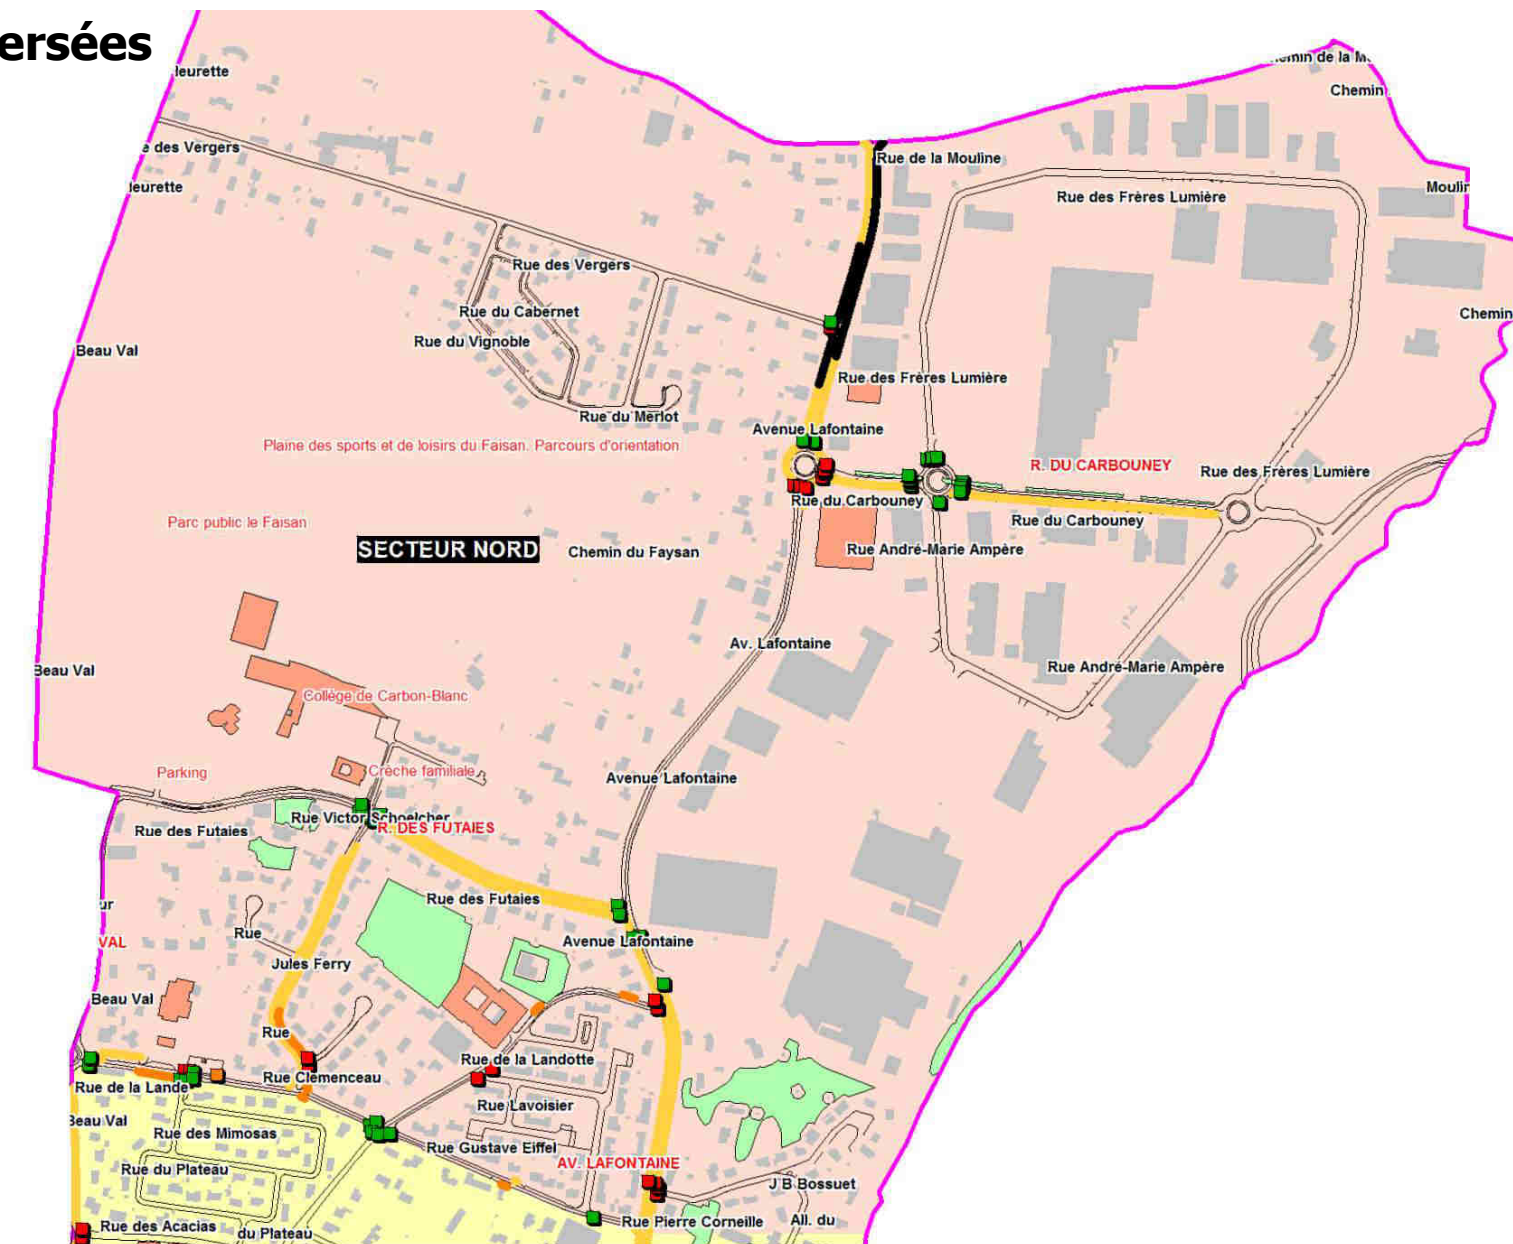 ersées
leurette
emin de la Mo
Chemin
e des Vergers
Rue de la Mouline
leurette
Moulin
Rue des Frères Lumière
Rue des Vergers
Rue du Cabernet
Chemin
Rue du Vignoble
Beau Val
Rue des Frères Lumière
Rue du Merlot
Avenue Lafontaine
Plaine des sports et de loisirs du Faisan. Parcours d'orientation
R. DU CARBOUNEY
Rue des Frères Lumière
Rue du Carbouney
Parc public le Faisan
Rue du Carbouney
SECTEUR NORD
Chemin du Faysan
Rue André-Marie Ampère
Av. Lafontaine
Beau Val
Rue André-Marie Ampère
Collège de Carbon-Blanc
Parking
Crèche familiale
Avenue Lafontaine
Rue Victor Schoelcher
Rue des Futaies
R. DES FUTAIES
Rue des Futaies
ur
Rue
VAL
Avenue Lafontaine
Jules Ferry
Beau Val
Rue
Rue de la Landotte
Rue Clemenceau
Rue de la Lande
Rue Lavoisier
Beau Val
Rue des Mimosas
Rue Gustave Eiffel
AV. LAFONTAINE
Rue du Plateau
J B Bossuet
Rue Pierre Corneille
All. du
Rue des Acacias
du Plateau